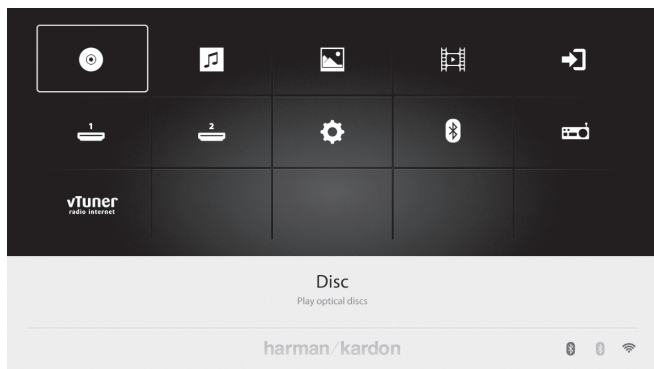 1
2
vTuner
radio internet
Disc
Play optical discs
harman/kardon